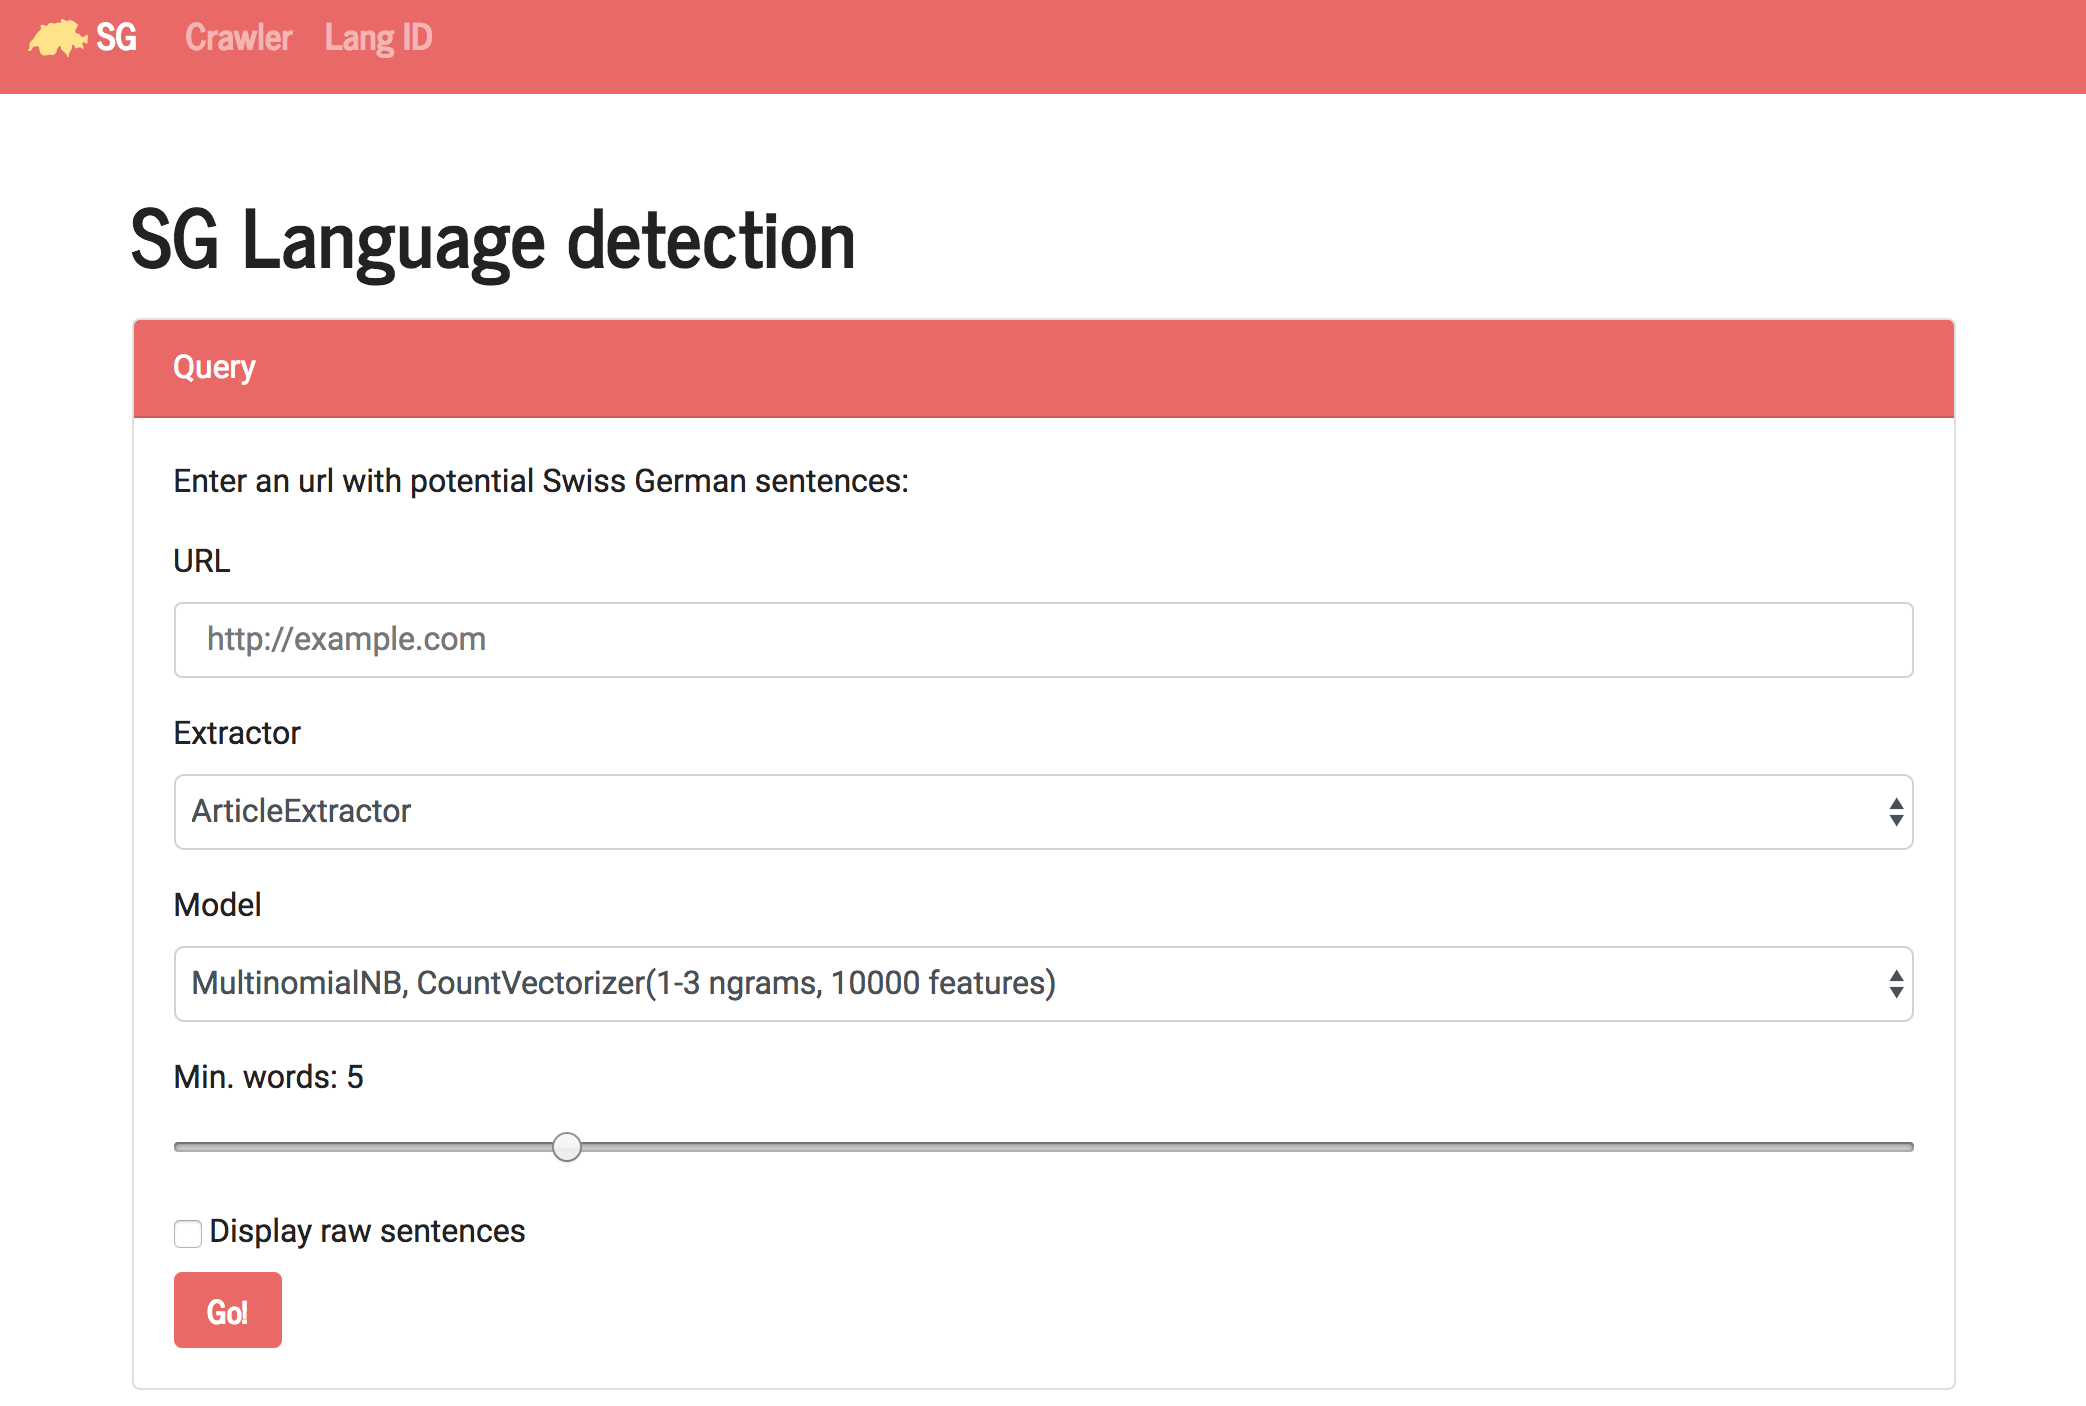 SG Crawler Lang ID
SG Language detection
Query
Enter an url with potential Swiss German sentences:
URL
http://example.com
Extractor
ArticleExtractor
Model
MultinomialNB, CountVectorizer(1-3 ngrams, 10000 features)
Min. words: 5
Display raw sentences
Go!